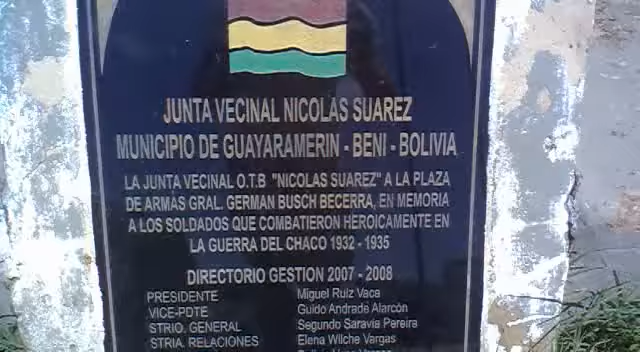 JUNTA VECINAL NICOLAS SUAREZ
MUNICIPIO DE GUAYARAMERIN - BENI - BOLIVIA
LA JUNTA VECINAL O.T.B "NICOLAS SUAREZ" A LA PLAZA
DE ARMAS GRAL. GERMAN BUSCH BECERRA, EN MEMORIA
A LOS SOLDADOS QUE COMBATIERON HEROICAMENTE EN
LA GUERRA DEL CHACO 1932 - 1935
DIRECTORIO GESTION 2007 - 2008
PRESIDENTE Miguel Ruiz Vaca
VICE-PDTE Guido Andrade Alarcón
STRIO. GENERAL Segundo Saravia Pereira
STRIA. RELACIONES Elena Wilche Vargas